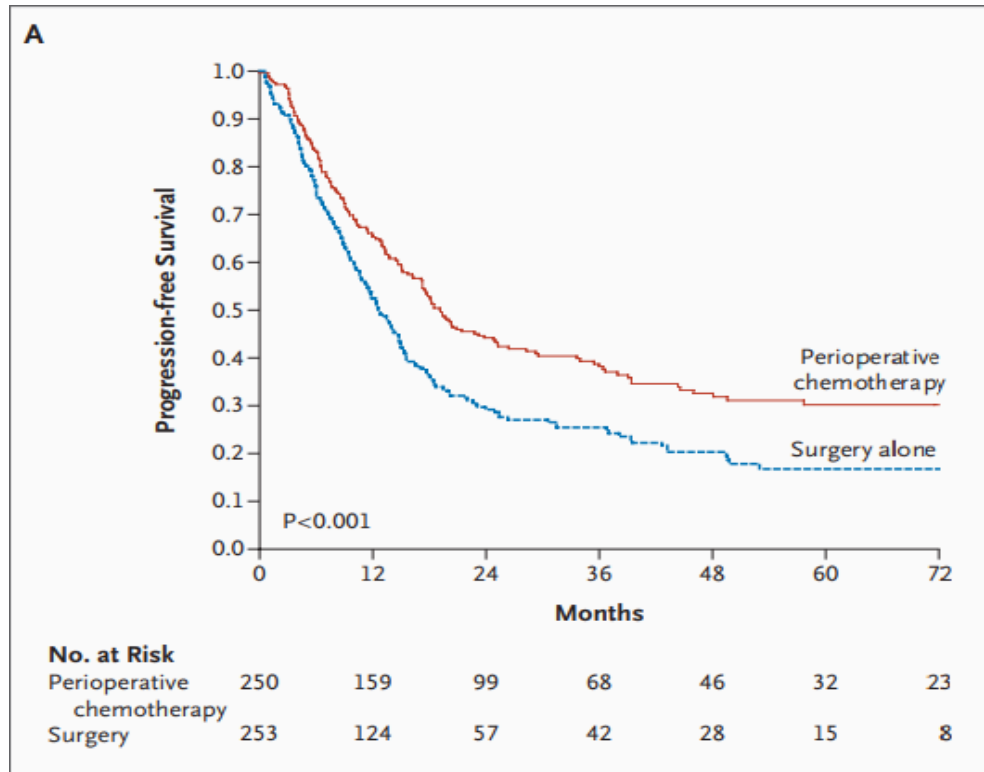 A
1.0
0.9
0.8
0.7
0.6
0.5
0.4
0.3
0.2
0.1
0.0
Progression-free Survival
Perioperative
chemotherapy
Surgery alone
P<0.001
0 12 24 36 48 60 72
Months
No. at Risk
Perioperative 250 159 99 68 46 32 23
chemotherapy
Surgery 253 124 57 42 28 15 8